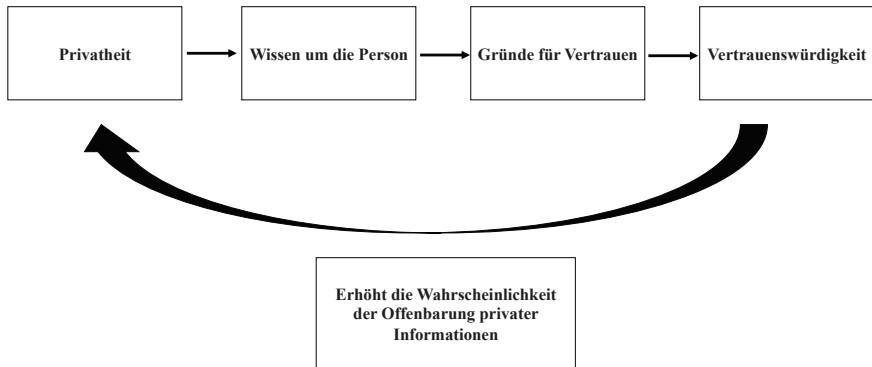 Privatheit
Wissen um die Person
Gründe für Vertrauen
Vertrauenswürdigkeit
Erhöht die Wahrscheinlichkeit
der Offenbarung privater
Informationen